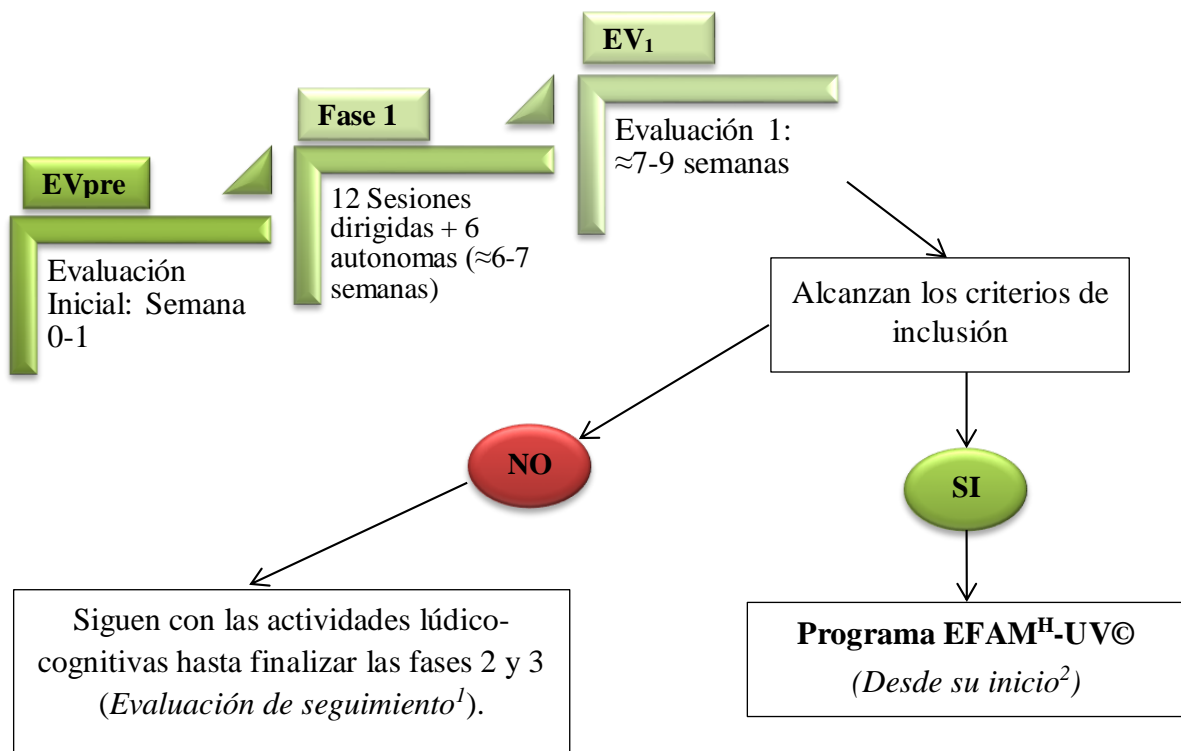 EVpre
Evaluación
Inicial: Semana
0-1
Fase 1
12 Sesiones
dirigidas + 6
autonomas (≈6-7
semanas)
EV₁
Evaluación 1:
≈7-9 semanas
Alcanzan los criterios de
inclusión
NO
SI
Siguen con las actividades lúdico-
cognitivas hasta finalizar las fases 2 y 3
(Evaluación de seguimiento¹).
Programa EFAMᴴ-UV©
(Desde su inicio²)